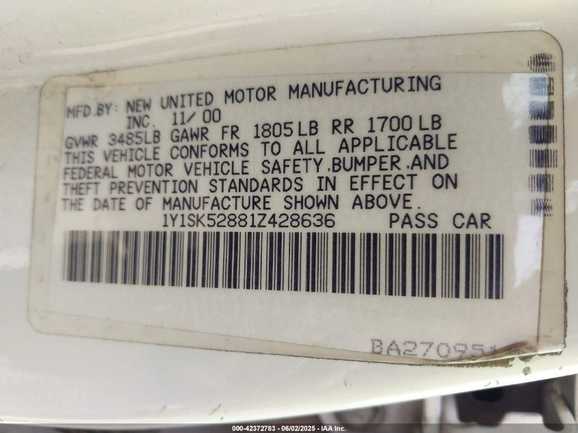 MFD.BY: NEW UNITED MOTOR MANUFACTURING
INC. 11/00
GVWR 3485LB GAWR FR 1805LB RR 1700LB
THIS VEHICLE CONFORMS TO ALL APPLICABLE
FEDERAL MOTOR VEHICLE SAFETY,BUMPER,AND
THEFT PREVENTION STANDARDS IN EFFECT ON
THE DATE OF MANUFACTURE SHOWN ABOVE.
1Y1SK52881Z428636 PASS CAR
000-42372783 - 06/02/2025 - IAA Inc.